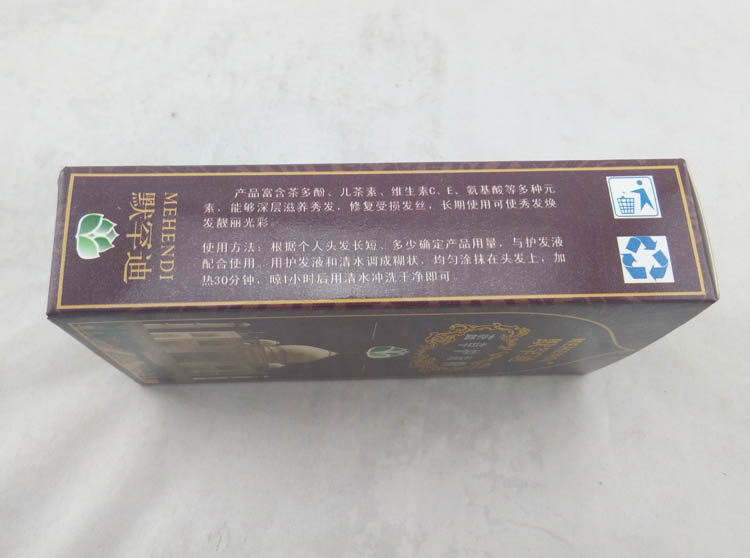 MEHENDI
默罕迪
产品富含茶多酚、儿茶素、维生素C、E、氨基酸等多种元
素,能够深层滋养秀发,修复受损发丝,长期使用可使秀发焕
发靓丽光彩。
使用方法:根据个人头发长短、多少确定产品用量,与护发液
配合使用。用护发液和清水调成糊状,均匀涂抹在头发上,加
热30分钟,晾1小时后用清水冲洗干净即可
MEHENDI
默罕迪